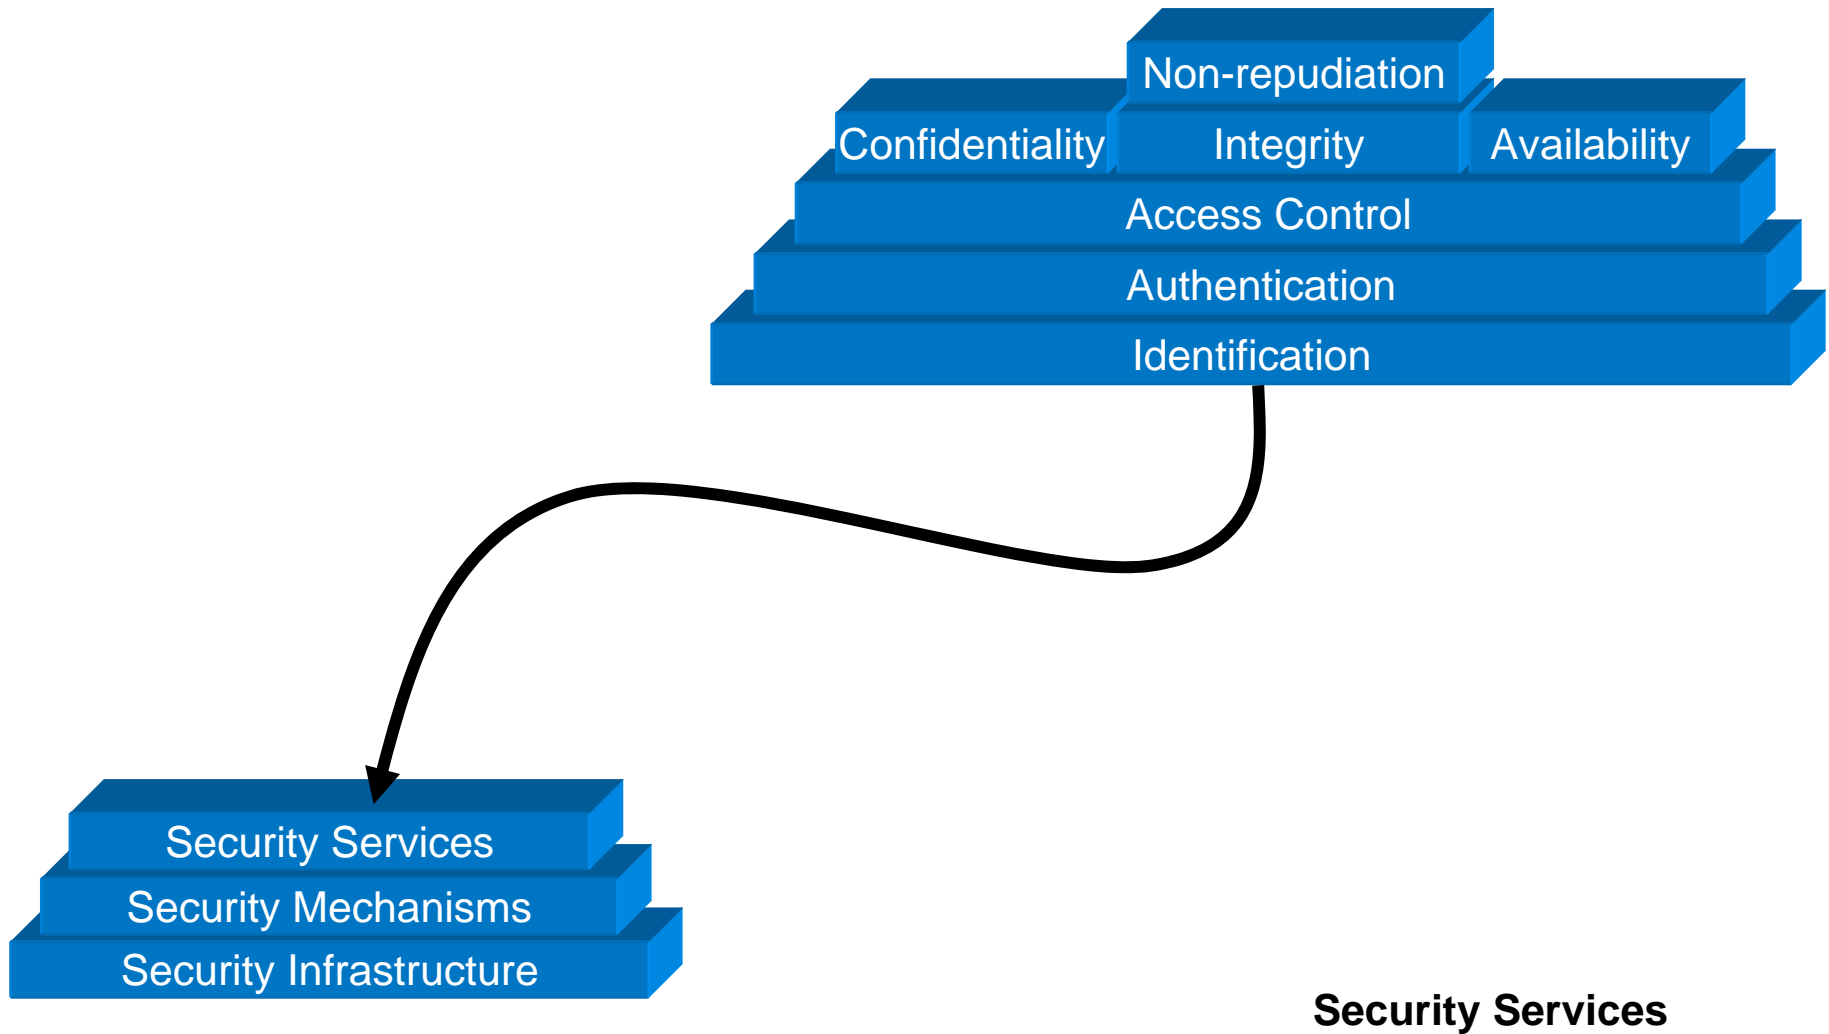 Non-repudiation
Confidentiality Integrity Availability
Access Control
Authentication
Identification
Security Services
Security Mechanisms
Security Infrastructure
Security Services